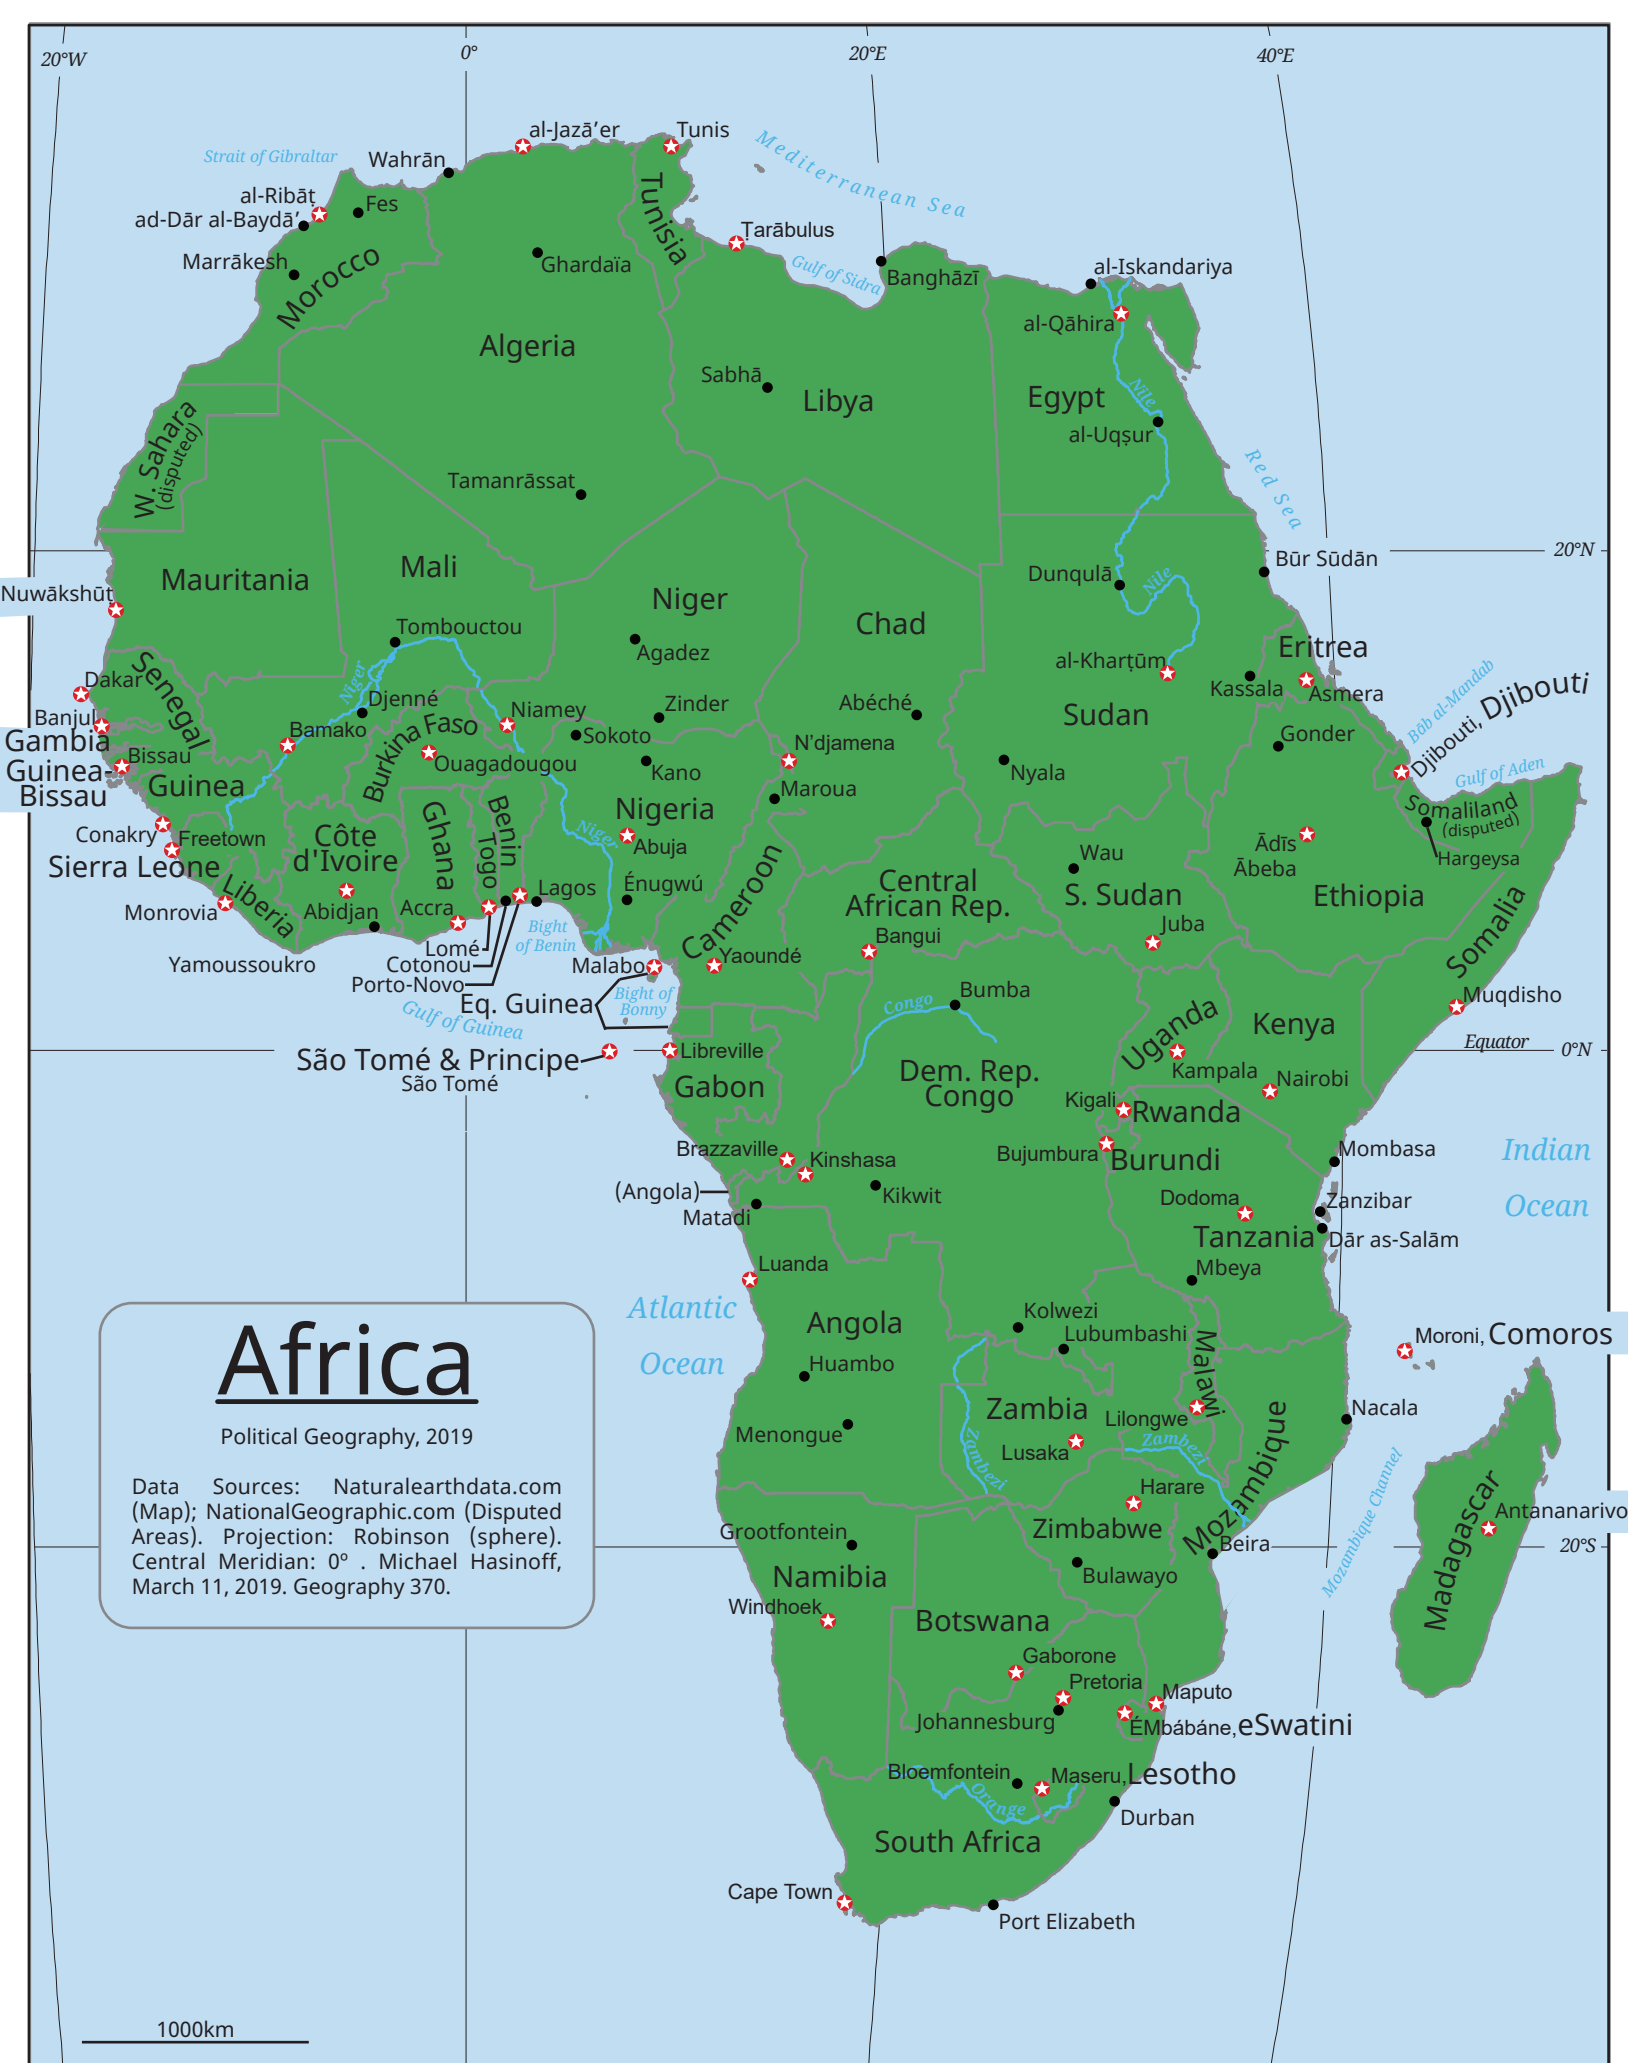 20°W
0°
20°E
40°E
al-Jazā’er
Tunis
Mediterranean Sea
Strait of Gibraltar
Wahrān
al-Ribāṭ
Fes
ad-Dār al-Baydā’
Tunisia
Ṭarābulus
Marrākesh
Morocco
Ghardaïa
Gulf of Sidra
Banghāzī
al-Iskandariya
al-Qāhira
Algeria
Sabhā
Libya
Egypt
Nile
al-Uqṣur
W. Sahara
(disputed)
Tamanrāssat
Red Sea
20°N
Būr Sūdān
Mauritania
Mali
Dunqulā
Nile
Nuwākshūṭ
Niger
Chad
Tombouctou
Agadez
Eritrea
al-Kharṭūm
Kassala
Asmera
Dakar
Senegal
Niger
Djenné
Niamey
Zinder
Abéché
Sudan
Bāb al-Mandab
Djibouti, Djibouti
Banjul
Gambia
Bamako
Burkina Faso
Sokoto
N’djamena
Gonder
Bissau
Guinea-
Bissau
Guinea
Ouagadougou
Kano
Maroua
Nyala
Gulf of Aden
Somaliland
(disputed)
Conakry
Freetown
Côte
d'Ivoire
Ghana
Benin
Togo
Nigeria
Niger
Abuja
Ādīs
Ābeba
Hargeysa
Sierra Leone
Liberia
Wau
Central
African Rep.
S. Sudan
Ethiopia
Somalia
Monrovia
Abidjan
Accra
Lagos
Énugwú
Cameroon
Bight
of Benin
Bangui
Juba
Lomé
Yamoussoukro
Cotonou
Malabo
Yaoundé
Porto-Novo
Eq. Guinea
Bight of
Bonny
Gulf of Guinea
Congo
Bumba
Muqdisho
Uganda
Kenya
Equator
0°N
São Tomé & Principe
São Tomé
Libreville
Gabon
Dem. Rep.
Congo
Kampala
Nairobi
Kigali
Rwanda
Brazzaville
Kinshasa
Bujumbura
Burundi
Mombasa
Indian
Ocean
(Angola)
Matadi
Kikwit
Dodoma
Zanzibar
Tanzania
Dār as-Salām
Luanda
Mbeya
Atlantic
Ocean
Angola
Kolwezi
Lubumbashi
Malawi
Moroni, Comoros
Huambo
Zambia
Lilongwe
Nacala
Menongue
Lusaka
Zambezi
Zambezi
Mozambique
Mozambique Channel
Harare
Madagascar
Antananarivo
Grootfontein
Zimbabwe
Beira
20°S
Namibia
Bulawayo
Windhoek
Botswana
Gaborone
Pretoria
Maputo
Johannesburg
ÉMbábáne, eSwatini
Bloemfontein
Maseru, Lesotho
Orange
Durban
South Africa
Cape Town
Port Elizabeth
Africa
Political Geography, 2019
Data Sources: Naturalearthdata.com
(Map); NationalGeographic.com (Disputed
Areas). Projection: Robinson (sphere).
Central Meridian: 0º . Michael Hasinoff,
March 11, 2019. Geography 370.
1000km